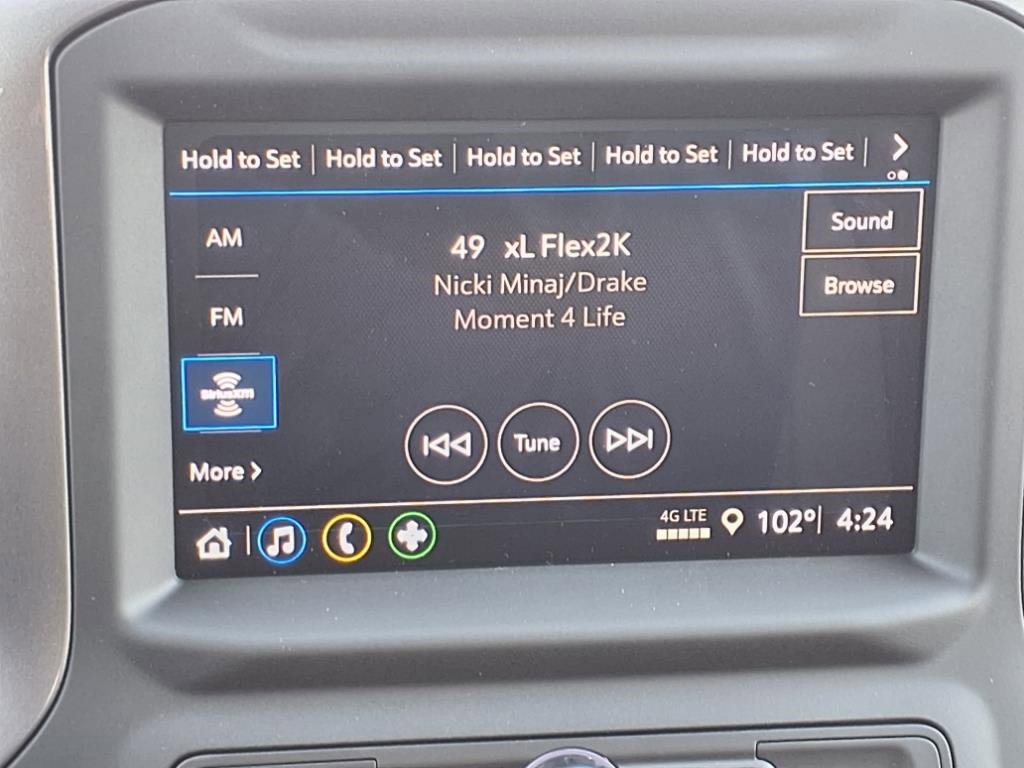 Hold to Set Hold to Set Hold to Set Hold to Set Hold to Set
AM
FM
SiriusXM
More
49 xL Flex2K
Nicki Minaj/Drake
Moment 4 Life
Tune
Sound
Browse
4G LTE
102° 4:24